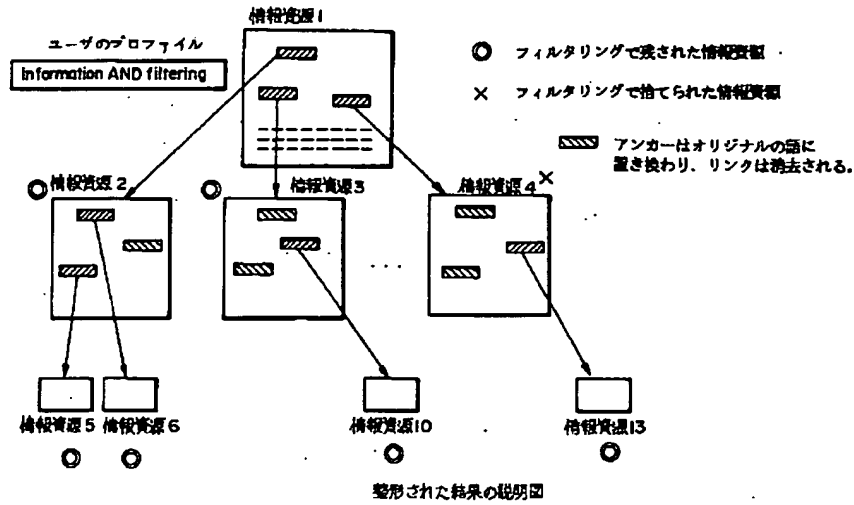 情報資源1
ユーザのプロファイル
Information AND filtering
◎ フィルタリングで残された情報資源
× フィルタリングで捨てられた情報資源
アンカーはオリジナルの語に
置き換わり、リンクは消去される。
◎ 情報資源2
◎ 情報資源3
情報資源4 ×
...
情報資源5
情報資源6
情報資源10
情報資源13
◎ ◎ ◎ ◎
整形された結果の説明図